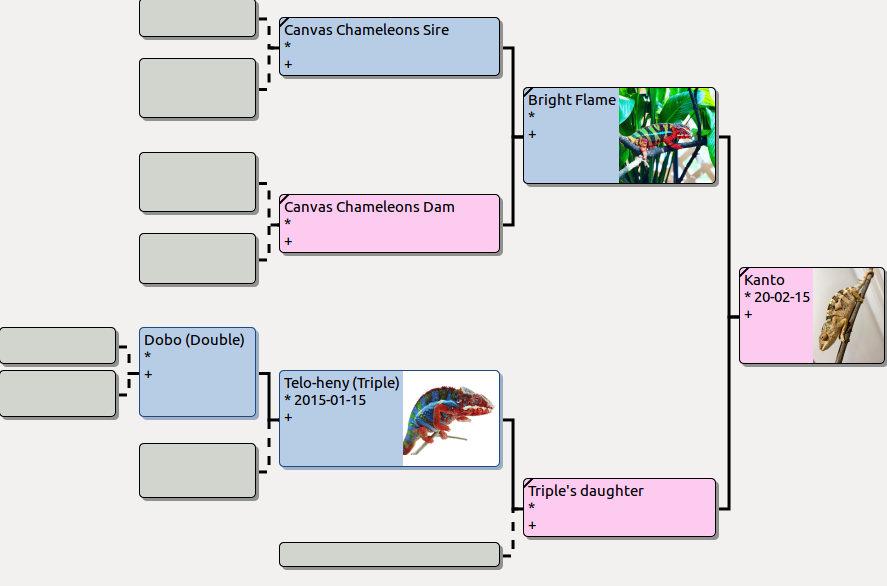 Canvas Chameleons Sire
*
+
Bright Flame
*
+
Canvas Chameleons Dam
*
+
Kanto
* 20-02-15
+
Dobo (Double)
*
+
Telo-heny (Triple)
* 2015-01-15
+
Triple's daughter
*
+